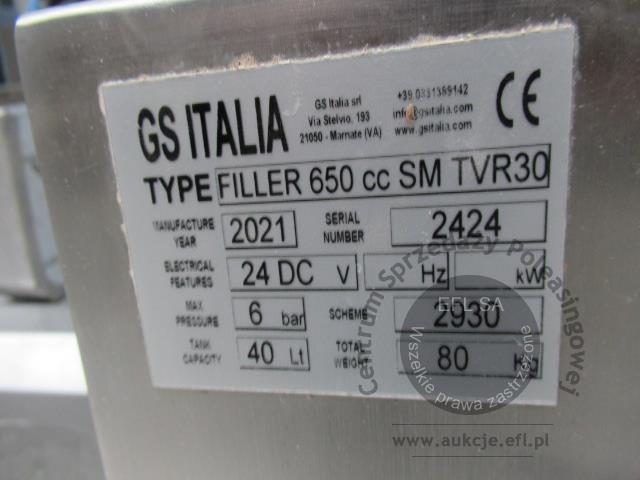 GS ITALIA
GS Italia srl
Via Stelvio, 193
21050 - Marnate (VA)
+39 0331389142
info@gsitalia.com
www.gsitalia.com
CE
TYPE FILLER 650 cc SM TVR30
MANUFACTURE YEAR 2021 SERIAL NUMBER 2424
ELECTRICAL FEATURES 24 DC V Hz kW
MAX PRESSURE 6 bar SCHEME 2930
TANK CAPACITY 40 Lt TOTAL WEIGHT 80 Kg
Centrum Sprzedaży Poleasingowej
EFL SA
Wszelkie prawa zastrzeżone
www.aukcje.efl.pl